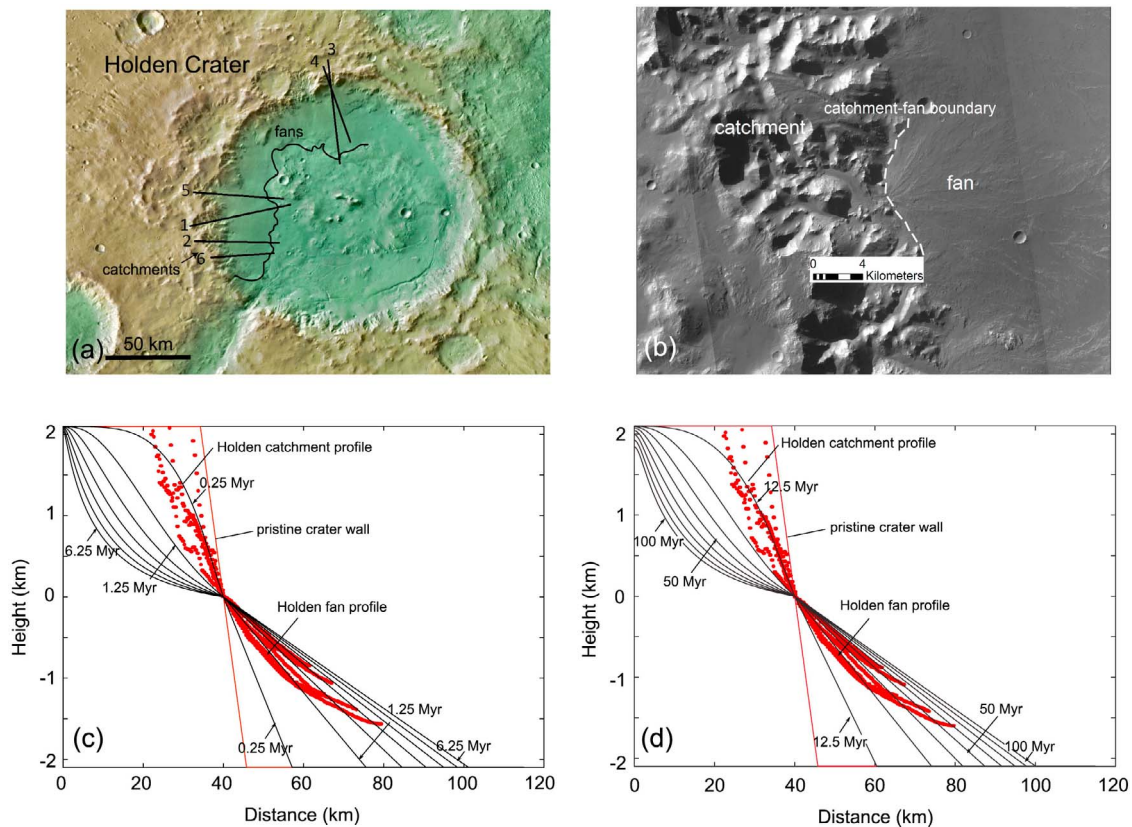 Holden Crater
3
4
fans
5
1
2
6
catchments
50 km
(a)
catchment-fan boundary
catchment
fan
0 4
Kilometers
(b)
2
1
0
-1
-2
Height (km)
0 20 40 60 80 100 120
Distance (km)
Holden catchment profile
0.25 Myr
pristine crater wall
6.25 Myr
1.25 Myr
Holden fan profile
1.25 Myr
6.25 Myr
0.25 Myr
(c)
2
1
0
-1
-2
Height (km)
0 20 40 60 80 100 120
Distance (km)
Holden catchment profile
12.5 Myr
pristine crater wall
100 Myr
50 Myr
Holden fan profile
50 Myr
100 Myr
12.5 Myr
(d)